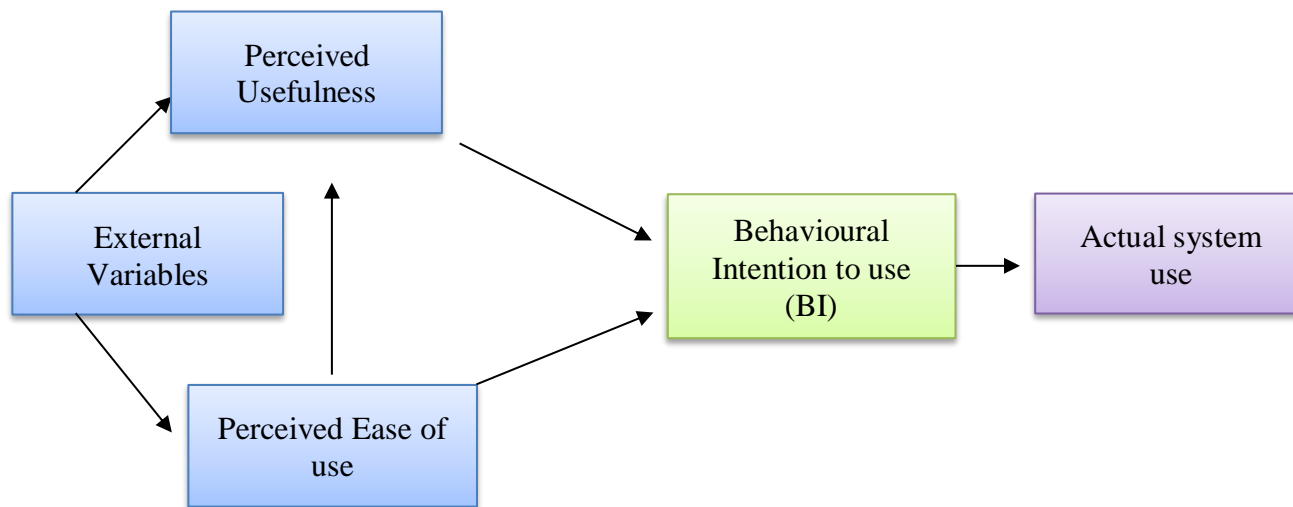 Perceived
Usefulness
External
Variables
Behavioural
Intention to use
(BI)
Actual system
use
Perceived Ease of
use